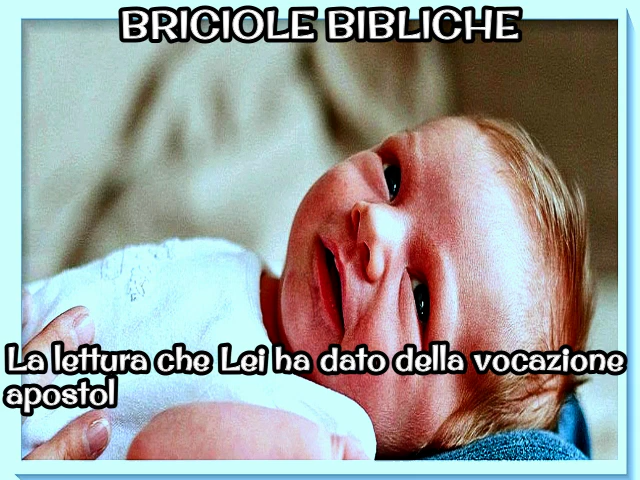 BRICIOLE BIBLICHE
La lettura che Lei ha dato della vocazione
apostol